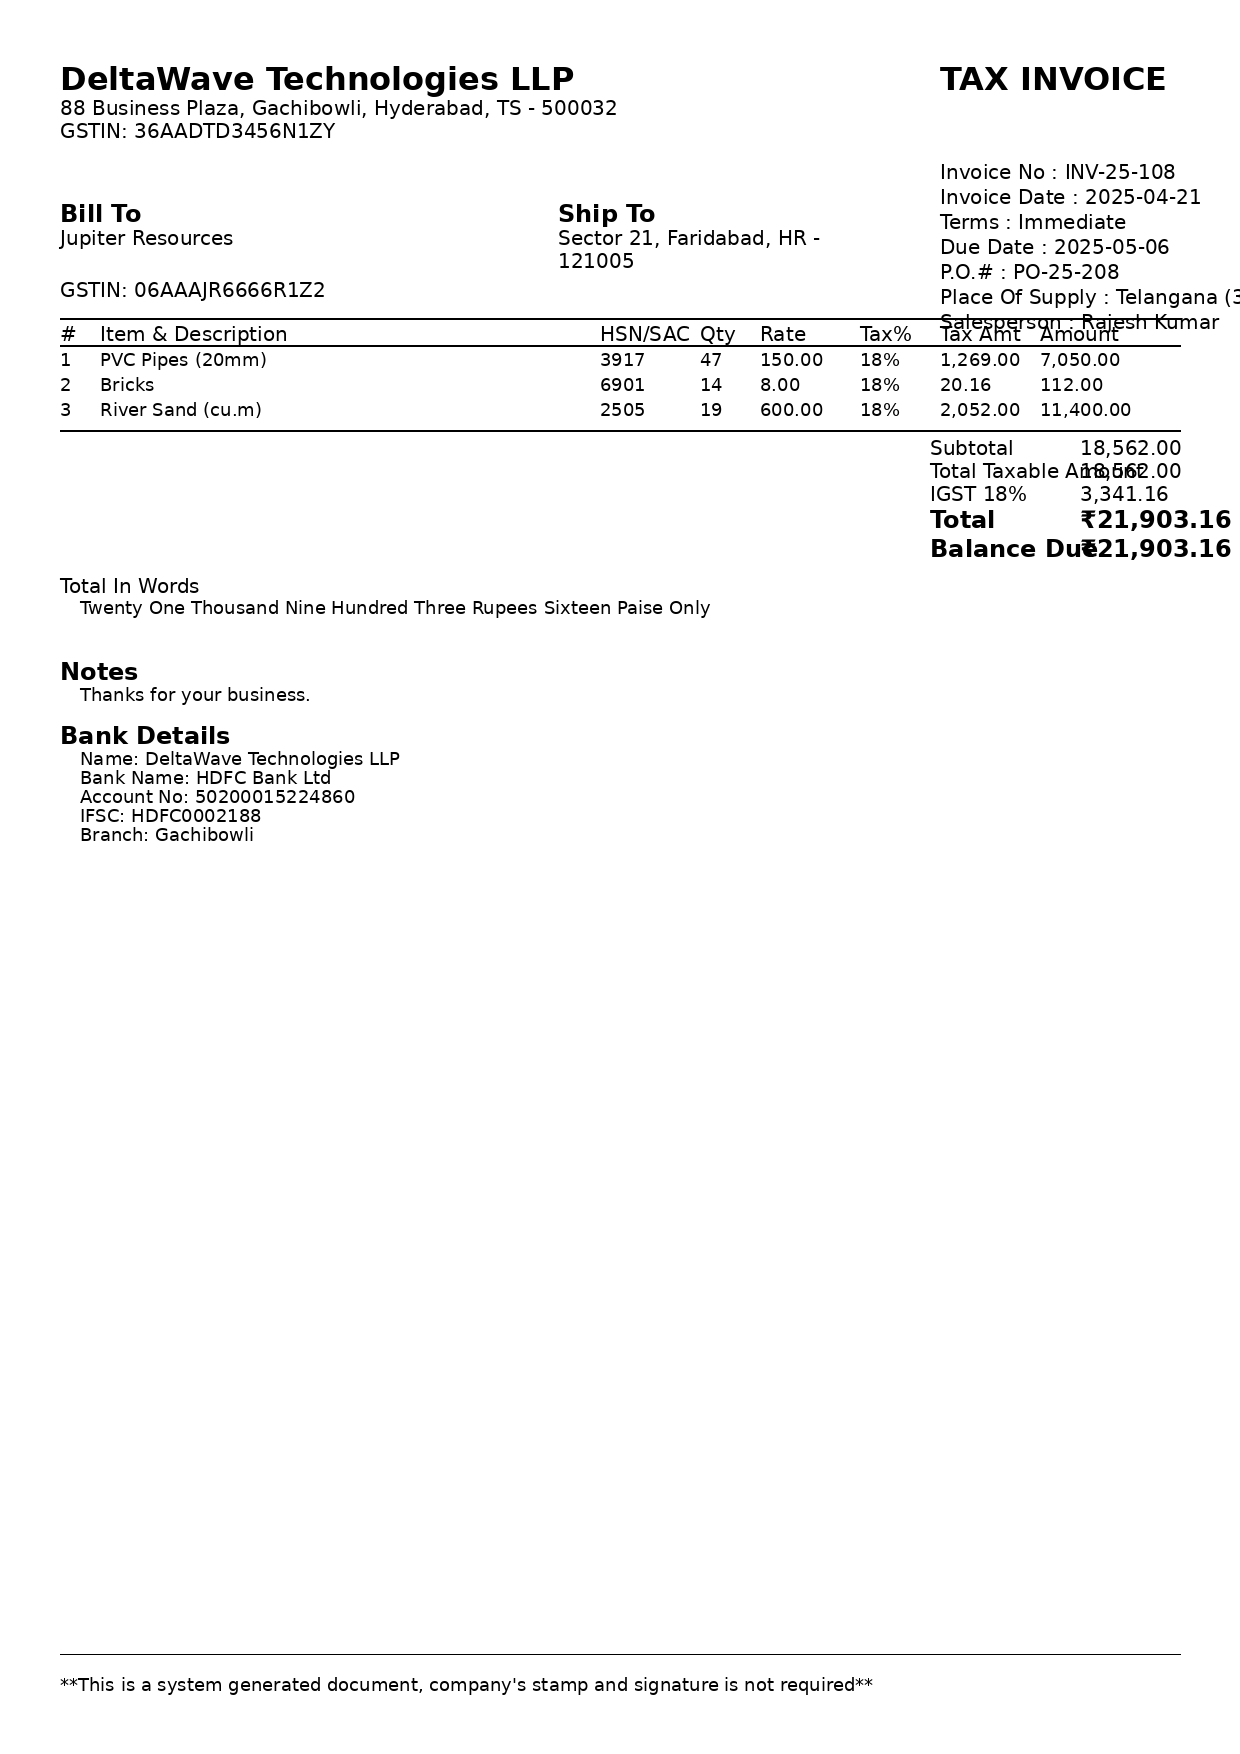 DeltaWave Technologies LLP
TAX INVOICE
88 Business Plaza, Gachibowli, Hyderabad, TS - 500032
GSTIN: 36AADTD3456N1ZY
Invoice No : INV-25-108
Invoice Date : 2025-04-21
Terms : Immediate
Due Date : 2025-05-06
P.O.# : PO-25-208
Place Of Supply : Telangana (3
Salesperson : Rajesh Kumar
Bill To
Jupiter Resources
GSTIN: 06AAAJR6666R1Z2
Ship To
Sector 21, Faridabad, HR -
121005
# Item & Description HSN/SAC Qty Rate Tax% Tax Amt Amount
1 PVC Pipes (20mm) 3917 47 150.00 18% 1,269.00 7,050.00
2 Bricks 6901 14 8.00 18% 20.16 112.00
3 River Sand (cu.m) 2505 19 600.00 18% 2,052.00 11,400.00
Subtotal 18,562.00
Total Taxable Amount 18,562.00
IGST 18% 3,341.16
Total ₹21,903.16
Balance Due ₹21,903.16
Total In Words
Twenty One Thousand Nine Hundred Three Rupees Sixteen Paise Only
Notes
Thanks for your business.
Bank Details
Name: DeltaWave Technologies LLP
Bank Name: HDFC Bank Ltd
Account No: 50200015224860
IFSC: HDFC0002188
Branch: Gachibowli
**This is a system generated document, company's stamp and signature is not required**